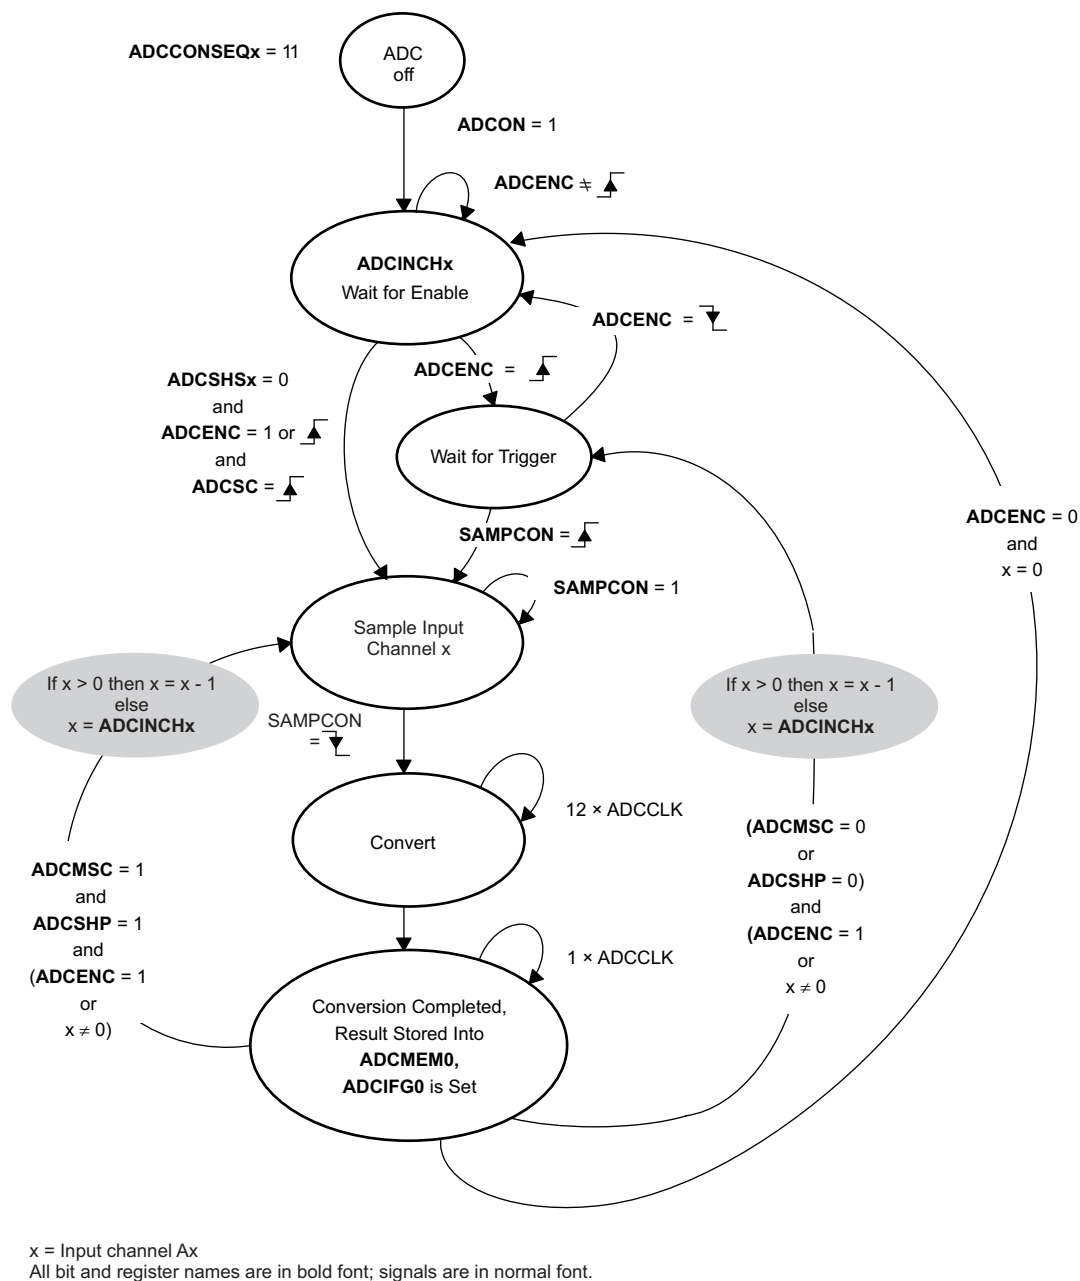 ADCCONSEQx = 11
ADC
off
ADCON = 1
ADCENC ≠
ADCINCHx
Wait for Enable
ADCENC =
ADCENC =
ADCSHSx = 0
and
ADCENC = 1 or
and
ADCSC =
Wait for Trigger
SAMPCON =
ADCENC = 0
and
x = 0
SAMPCON = 1
Sample Input
Channel x
If x > 0 then x = x - 1
else
x = ADCINCHx
If x > 0 then x = x - 1
else
x = ADCINCHx
SAMPCON
=
12 × ADCCLK
Convert
(ADCMSC = 0
or
ADCSHP = 0)
and
(ADCENC = 1
or
x ≠ 0
ADCMSC = 1
and
ADCSHP = 1
and
(ADCENC = 1
or
x ≠ 0)
1 × ADCCLK
Conversion Completed,
Result Stored Into
ADCMEM0,
ADCIFG0 is Set
x = Input channel Ax
All bit and register names are in bold font; signals are in normal font.